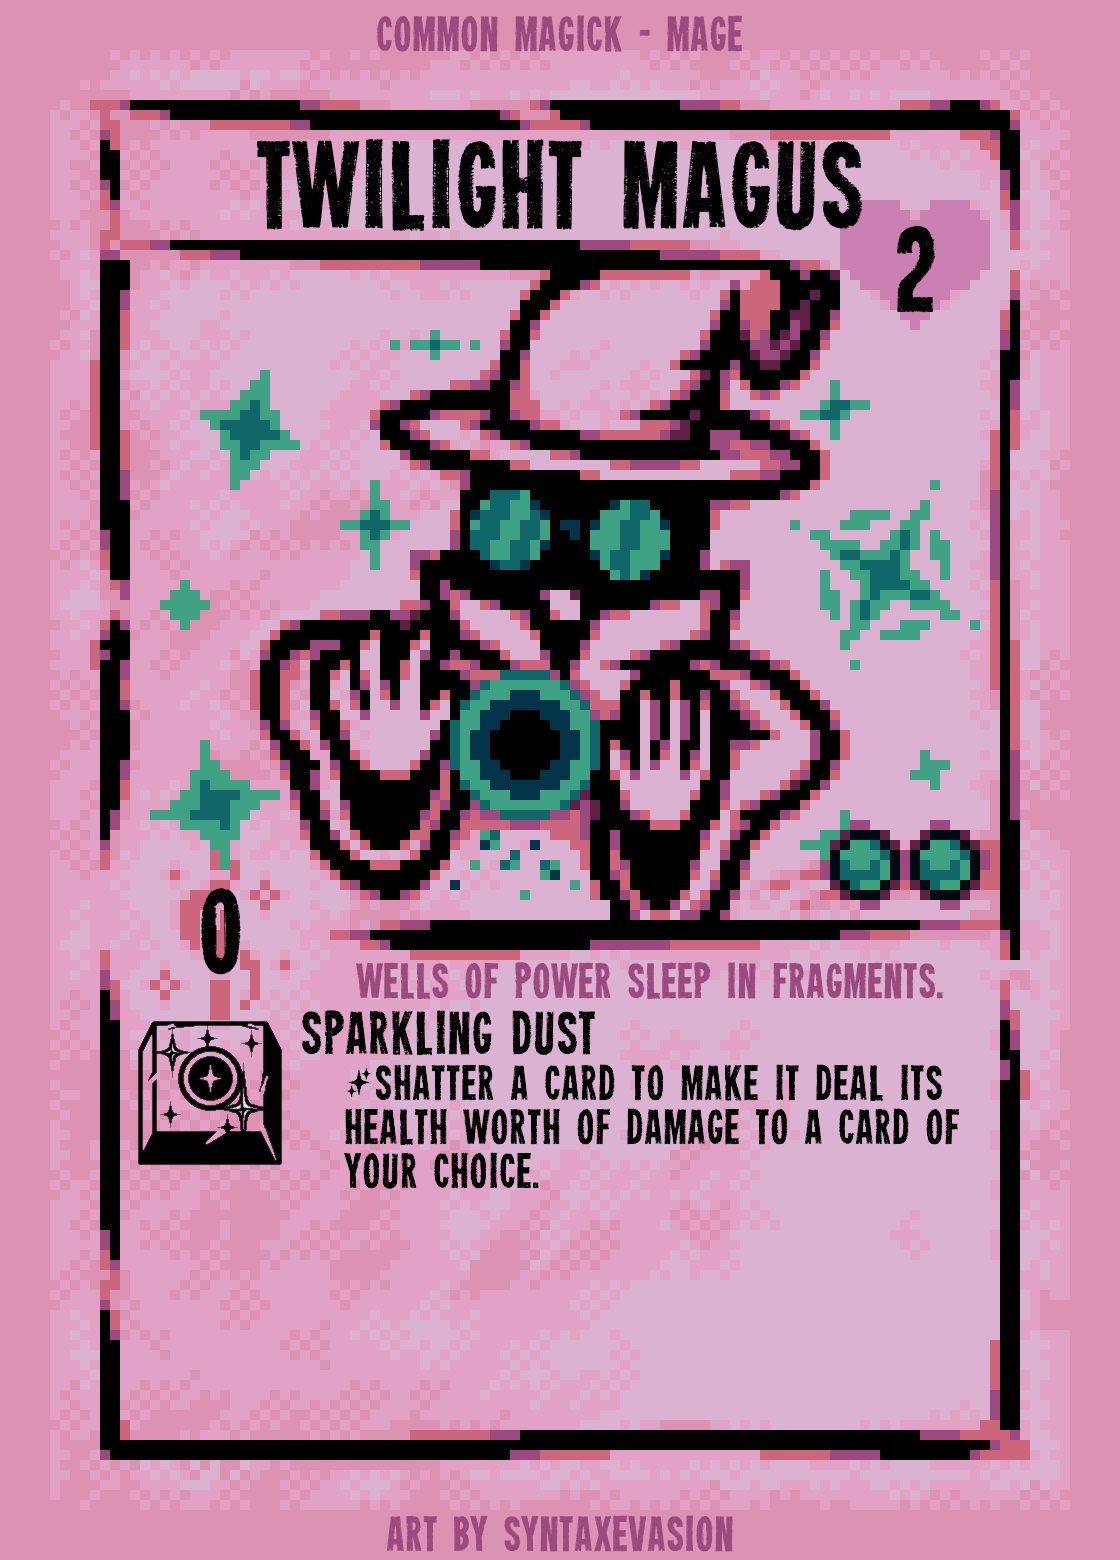 COMMON MAGICK - MAGE
TWILIGHT MAGUS
2
0
WELLS OF POWER SLEEP IN FRAGMENTS.
SPARKLING DUST
SHATTER A CARD TO MAKE IT DEAL ITS
HEALTH WORTH OF DAMAGE TO A CARD OF
YOUR CHOICE.
ART BY SYNTAXEVASION